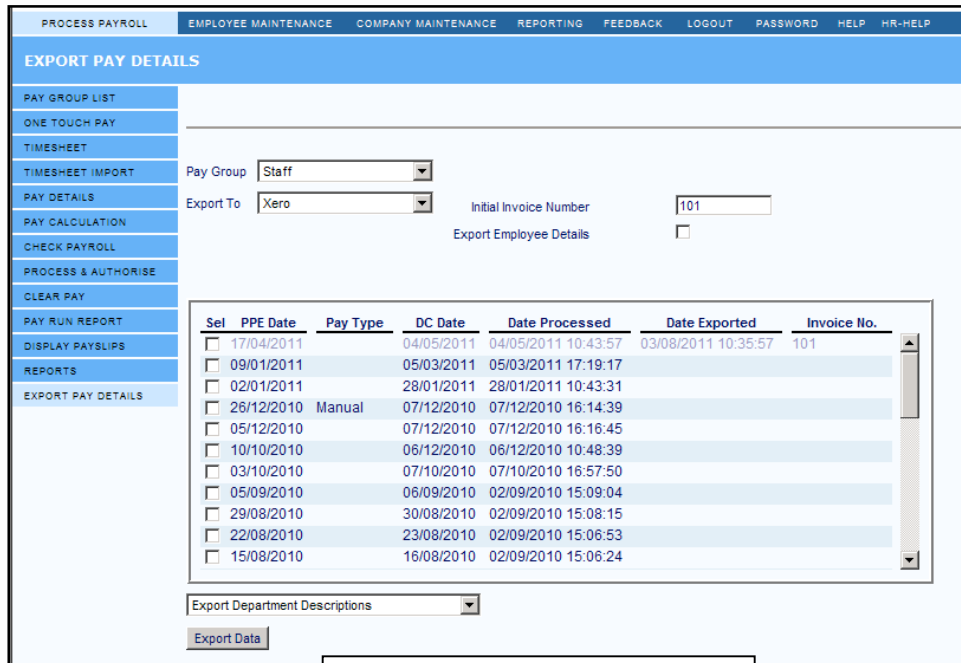 PROCESS PAYROLL EMPLOYEE MAINTENANCE COMPANY MAINTENANCE REPORTING FEEDBACK LOGOUT PASSWORD HELP HR-HELP
EXPORT PAY DETAILS
PAY GROUP LIST
ONE TOUCH PAY
TIMESHEET
TIMESHEET IMPORT
PAY DETAILS
PAY CALCULATION
CHECK PAYROLL
PROCESS & AUTHORISE
CLEAR PAY
PAY RUN REPORT
DISPLAY PAYSLIPS
REPORTS
EXPORT PAY DETAILS
Pay Group Staff
Export To Xero Initial Invoice Number 101
Export Employee Details
Sel PPE Date Pay Type DC Date Date Processed Date Exported Invoice No.
17/04/2011 04/05/2011 04/05/2011 10:43:57 03/08/2011 10:35:57 101
09/01/2011 05/03/2011 05/03/2011 17:19:17
02/01/2011 28/01/2011 28/01/2011 10:43:31
26/12/2010 Manual 07/12/2010 07/12/2010 16:14:39
05/12/2010 07/12/2010 07/12/2010 16:16:45
10/10/2010 06/12/2010 06/12/2010 10:48:39
03/10/2010 07/10/2010 07/10/2010 16:57:50
05/09/2010 06/09/2010 02/09/2010 15:09:04
29/08/2010 30/08/2010 02/09/2010 15:08:15
22/08/2010 23/08/2010 02/09/2010 15:06:53
15/08/2010 16/08/2010 02/09/2010 15:06:24
Export Department Descriptions
Export Data